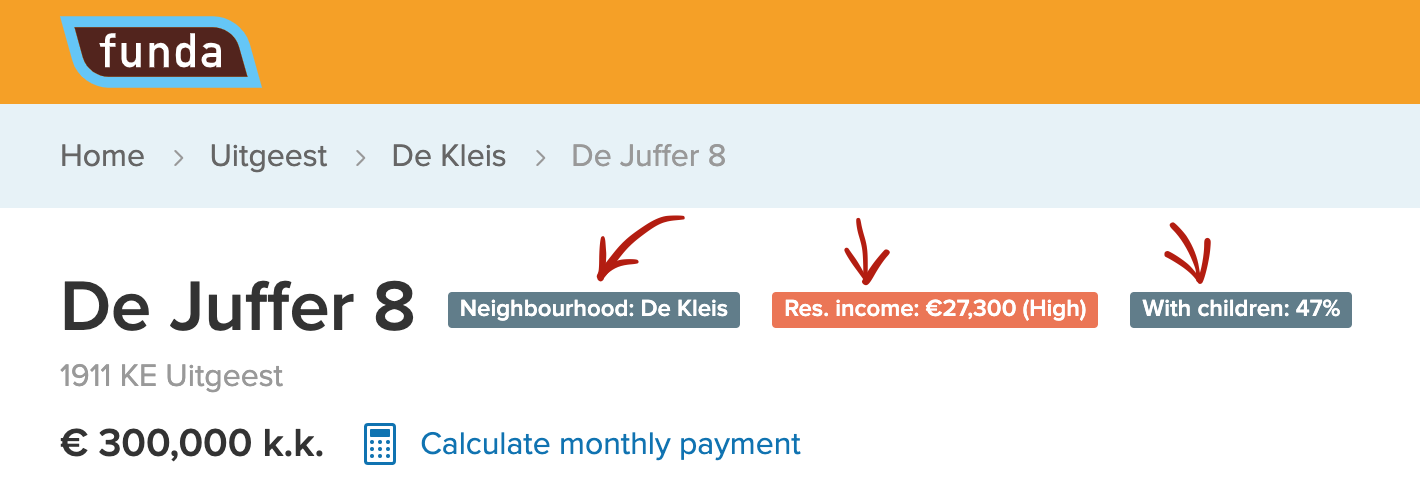 funda
Home > Uitgeest > De Kleis > De Juffer 8
De Juffer 8 Neighbourhood: De Kleis Res. income: €27,300 (High) With children: 47%
1911 KE Uitgeest
€ 300,000 k.k. Calculate monthly payment